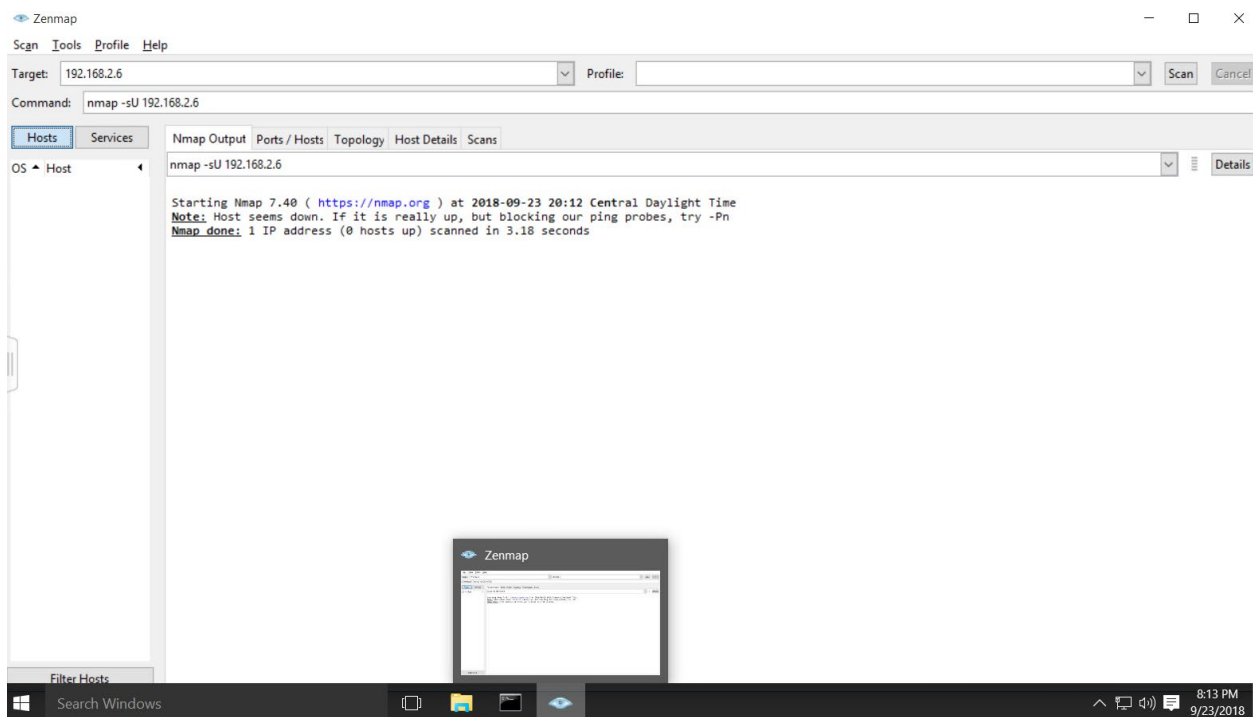 Zenmap
Scan Tools Profile Help
Target: 192.168.2.6 Profile: Scan Cancel
Command: nmap -sU 192.168.2.6
Hosts Services Nmap Output Ports / Hosts Topology Host Details Scans
OS Host nmap -sU 192.168.2.6 Details
Starting Nmap 7.40 ( https://nmap.org ) at 2018-09-23 20:12 Central Daylight Time
Note: Host seems down. If it is really up, but blocking our ping probes, try -Pn
Nmap done: 1 IP address (0 hosts up) scanned in 3.18 seconds
Zenmap
Filter Hosts
Search Windows
8:13 PM
9/23/2018